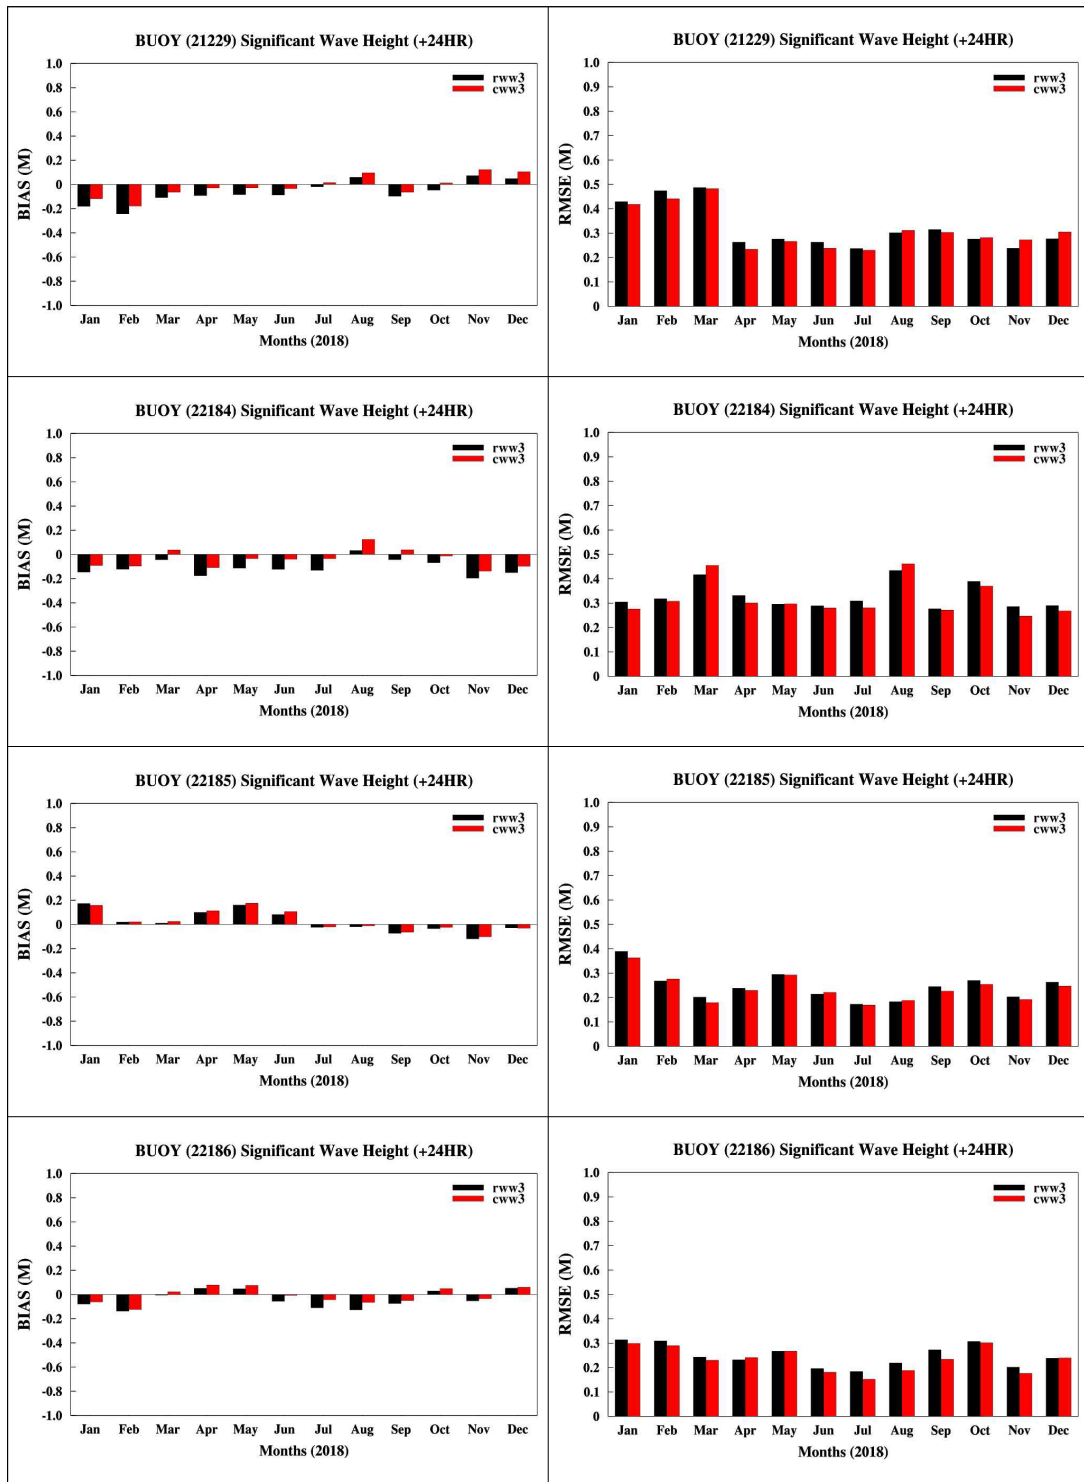 BUOY (21229) Significant Wave Height (+24HR)
1.0
0.8
0.6
0.4
0.2
0
-0.2
-0.4
-0.6
-0.8
-1.0
BIAS (M)
rww3
cww3
Jan Feb Mar Apr May Jun Jul Aug Sep Oct Nov Dec
Months (2018)
BUOY (21229) Significant Wave Height (+24HR)
1.0
0.9
0.8
0.7
0.6
0.5
0.4
0.3
0.2
0.1
0
RMSE (M)
rww3
cww3
Jan Feb Mar Apr May Jun Jul Aug Sep Oct Nov Dec
Months (2018)
BUOY (22184) Significant Wave Height (+24HR)
1.0
0.8
0.6
0.4
0.2
0
-0.2
-0.4
-0.6
-0.8
-1.0
BIAS (M)
rww3
cww3
Jan Feb Mar Apr May Jun Jul Aug Sep Oct Nov Dec
Months (2018)
BUOY (22184) Significant Wave Height (+24HR)
1.0
0.9
0.8
0.7
0.6
0.5
0.4
0.3
0.2
0.1
0
RMSE (M)
rww3
cww3
Jan Feb Mar Apr May Jun Jul Aug Sep Oct Nov Dec
Months (2018)
BUOY (22185) Significant Wave Height (+24HR)
1.0
0.8
0.6
0.4
0.2
0
-0.2
-0.4
-0.6
-0.8
-1.0
BIAS (M)
rww3
cww3
Jan Feb Mar Apr May Jun Jul Aug Sep Oct Nov Dec
Months (2018)
BUOY (22185) Significant Wave Height (+24HR)
1.0
0.9
0.8
0.7
0.6
0.5
0.4
0.3
0.2
0.1
0
RMSE (M)
rww3
cww3
Jan Feb Mar Apr May Jun Jul Aug Sep Oct Nov Dec
Months (2018)
BUOY (22186) Significant Wave Height (+24HR)
1.0
0.8
0.6
0.4
0.2
0
-0.2
-0.4
-0.6
-0.8
-1.0
BIAS (M)
rww3
cww3
Jan Feb Mar Apr May Jun Jul Aug Sep Oct Nov Dec
Months (2018)
BUOY (22186) Significant Wave Height (+24HR)
1.0
0.9
0.8
0.7
0.6
0.5
0.4
0.3
0.2
0.1
0
RMSE (M)
rww3
cww3
Jan Feb Mar Apr May Jun Jul Aug Sep Oct Nov Dec
Months (2018)